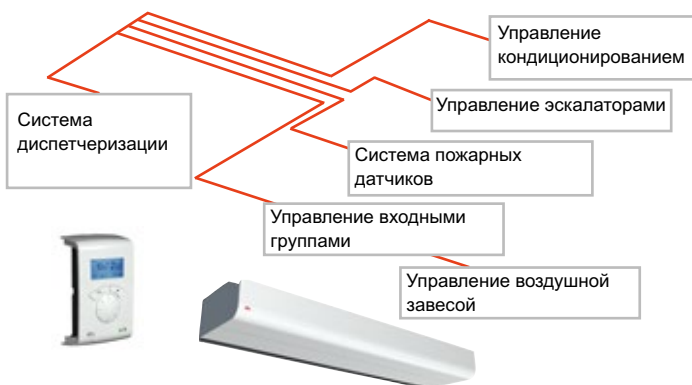 Управление
кондиционированием
Управление эскалаторами
Система
диспетчеризации
Система пожарных
датчиков
Управление входными
группами
Управление воздушной
завесой